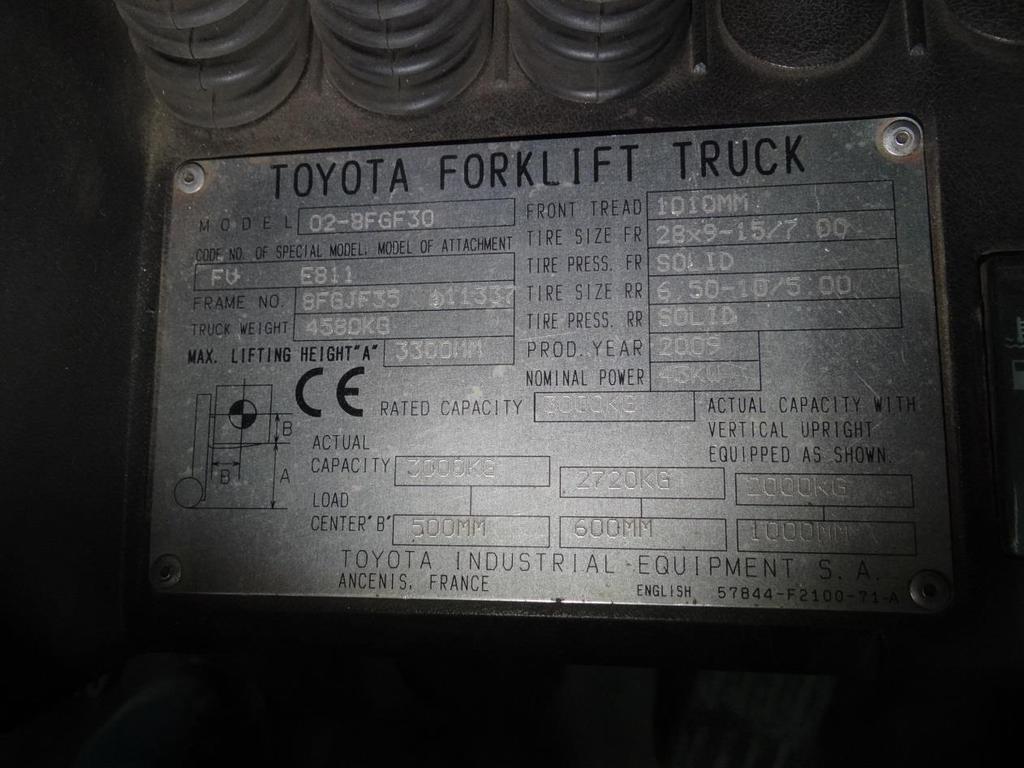 TOYOTA FORKLIFT TRUCK
MODEL 02-8FGF30
CODE NO. OF SPECIAL MODEL, MODEL OF ATTACHMENT
FV E811
FRAME NO. 8FGJF35 611337
TRUCK WEIGHT 4580KG
MAX. LIFTING HEIGHT"A" 3300MM
FRONT TREAD 1010MM
TIRE SIZE FR 28x9-15/7.00
TIRE PRESS. FR SOLID
TIRE SIZE RR 6.50-10/5.00
TIRE PRESS. RR SOLID
PROD. YEAR 2009
NOMINAL POWER
CE RATED CAPACITY 3000KG
ACTUAL CAPACITY WITH
VERTICAL UPRIGHT
EQUIPPED AS SHOWN.
B
B
A
ACTUAL
CAPACITY 3000KG 2720KG 2000KG
LOAD
CENTER"B" 500MM 600MM 1000MM
TOYOTA INDUSTRIAL EQUIPMENT S.A.
ANCENIS, FRANCE
ENGLISH 57844-F2100-71-A